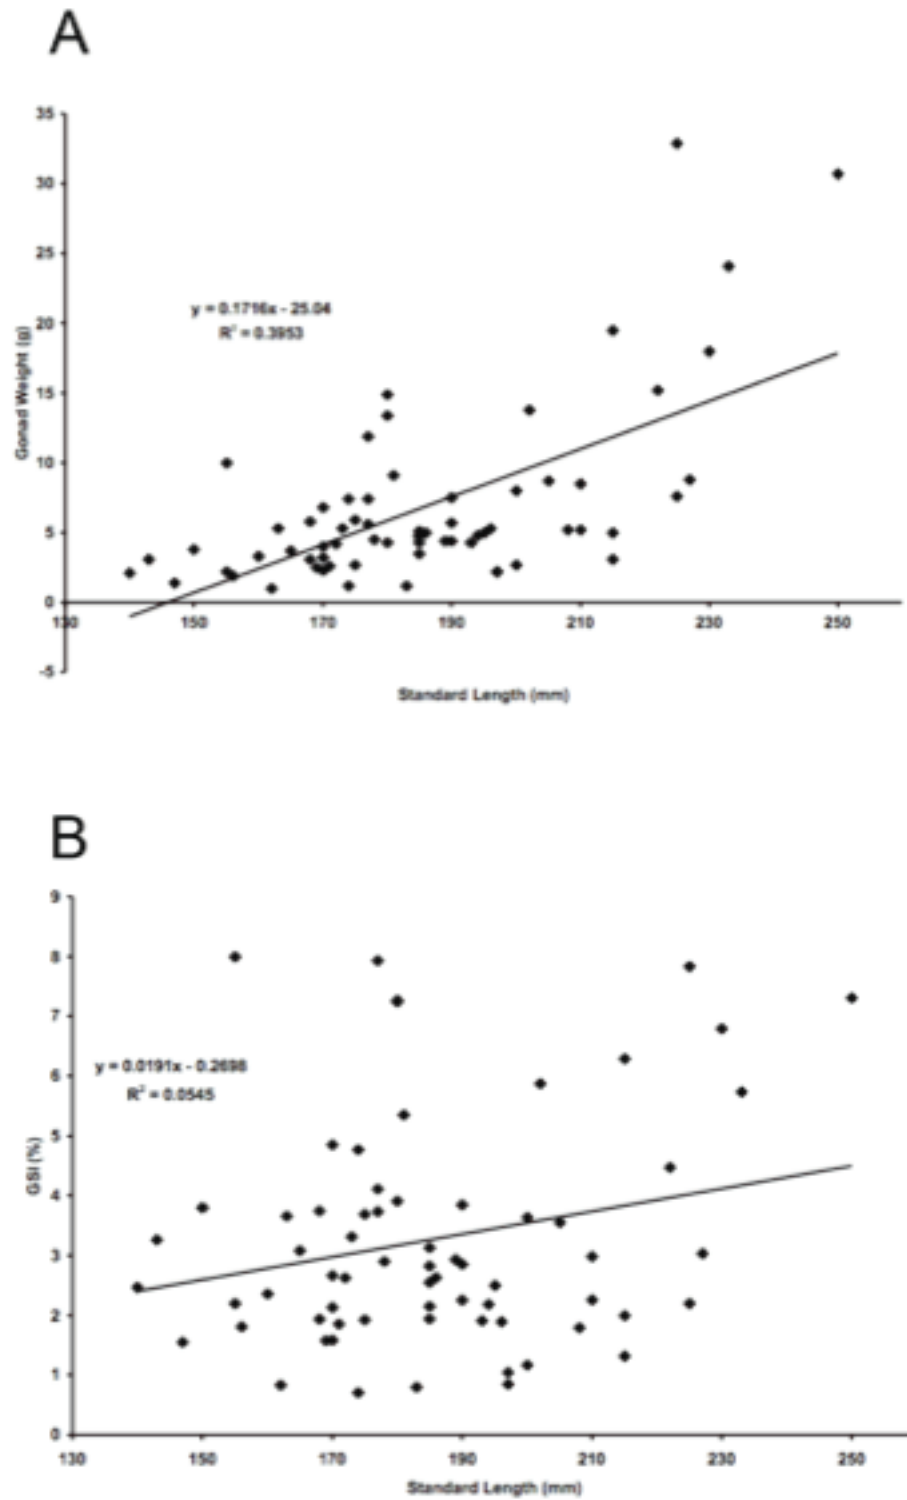 A
35
30
25
20
15
10
5
0
-5
Gonad Weight (g)
y = 0.1716x - 25.04
R² = 0.3953
130 150 170 190 210 230 250
Standard Length (mm)
B
9
8
7
6
5
4
3
2
1
0
GSI (%)
y = 0.0191x - 0.2698
R² = 0.0545
130 150 170 190 210 230 250
Standard Length (mm)